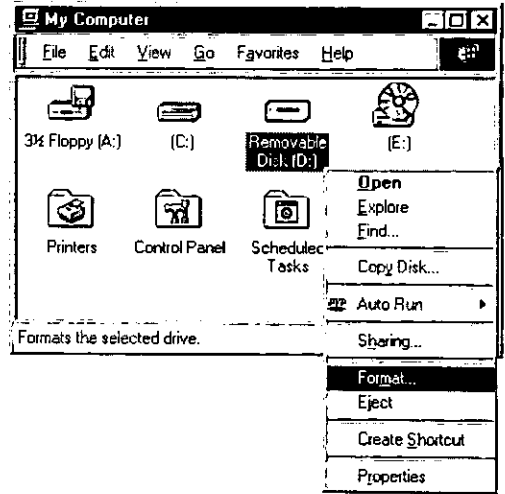 My Computer
File Edit View Go Favorites Help
3½ Floppy (A:) (C:) Removable Disk (D:) (E:)
Printers Control Panel Scheduled Tasks
Formats the selected drive.
Open
Explore
Find...
Copy Disk...
Auto Run
Sharing...
Format...
Eject
Create Shortcut
Properties